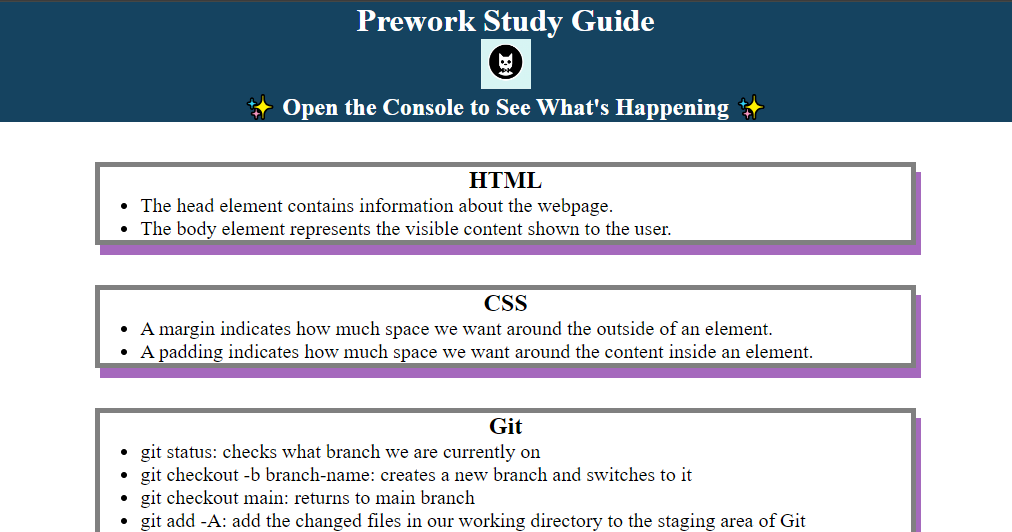 Prework Study Guide
✨ Open the Console to See What's Happening ✨
HTML
• The head element contains information about the webpage.
• The body element represents the visible content shown to the user.
CSS
• A margin indicates how much space we want around the outside of an element.
• A padding indicates how much space we want around the content inside an element.
Git
• git status: checks what branch we are currently on
• git checkout -b branch-name: creates a new branch and switches to it
• git checkout main: returns to main branch
• git add -A: add the changed files in our working directory to the staging area of Git